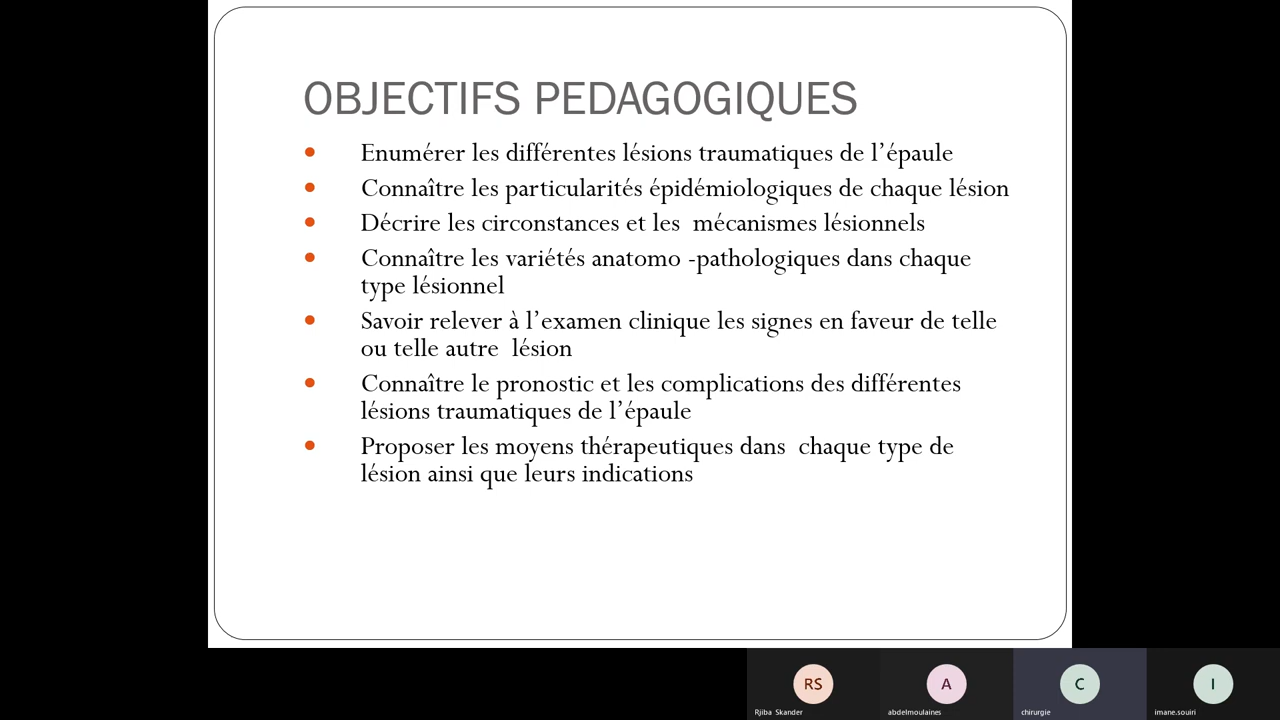 OBJECTIFS PEDAGOGIQUES
• Enumérer les différentes lésions traumatiques de l’épaule
• Connaître les particularités épidémiologiques de chaque lésion
• Décrire les circonstances et les  mécanismes lésionnels
• Connaître les variétés anatomo -pathologiques dans chaque
type lésionnel
• Savoir relever à l’examen clinique les signes en faveur de telle
ou telle autre  lésion
• Connaître le pronostic et les complications des différentes
lésions traumatiques de l’épaule
• Proposer les moyens thérapeutiques dans  chaque type de
lésion ainsi que leurs indications
RS
A
C
I
Rjiba Skander
abdelmoulaines
chirurgie
imane.souiri